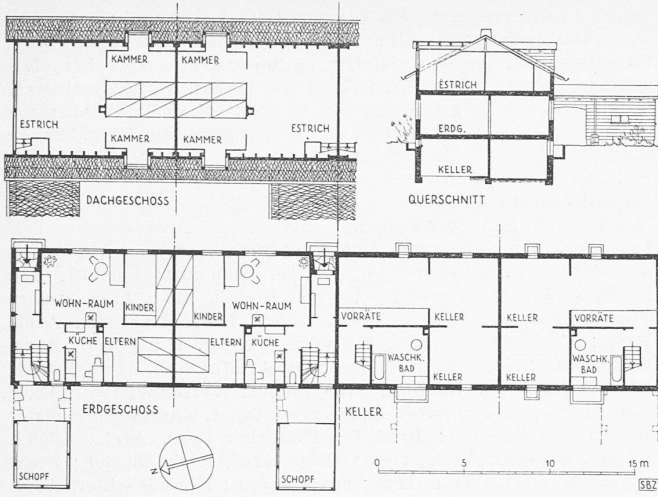 KAMMER KAMMER
ESTRICH ESTRICH
KAMMER KAMMER
DACHGESCHOSS
ESTRICH
ERDG.
KELLER
QUERSCHNITT
WOHN-RAUM KINDER KINDER WOHN-RAUM
KÜCHE ELTERN ELTERN KÜCHE
ERDGESCHOSS
SCHOPF SCHOPF
VORRÄTE KELLER KELLER VORRÄTE
WASCHK. BAD KELLER KELLER WASCHK. BAD
KELLER
N
0 5 10 15 m
SBZ